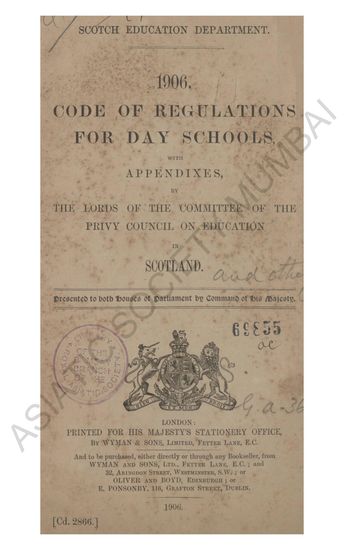 SCOTCH EDUCATION DEPARTMENT.
1906.
CODE OF REGULATIONS
FOR DAY SCHOOLS,
WITH
APPENDIXES,
BY
THE LORDS OF THE COMMITTEE OF THE
PRIVY COUNCIL ON EDUCATION
IN
SCOTLAND.
and othe
Presented to both Houses of Parliament by Command of His Majesty.
69855
LONDON:
PRINTED FOR HIS MAJESTY'S STATIONERY OFFICE,
BY WYMAN & SONS, LIMITED, FETTER LANE, E.C.
And to be purchased, either directly or through any Bookseller, from
WYMAN AND SONS, LTD., FETTER LANE, E.C.; and
32, ABINGDON STREET, WESTMINSTER, S.W.; or
OLIVER AND BOYD, EDINBURGH; or
E. PONSONBY, 116, GRAFTON STREET, DUBLIN.
1906.
[Cd. 2866.]
ASIATIC SOCIETY MUMBAI